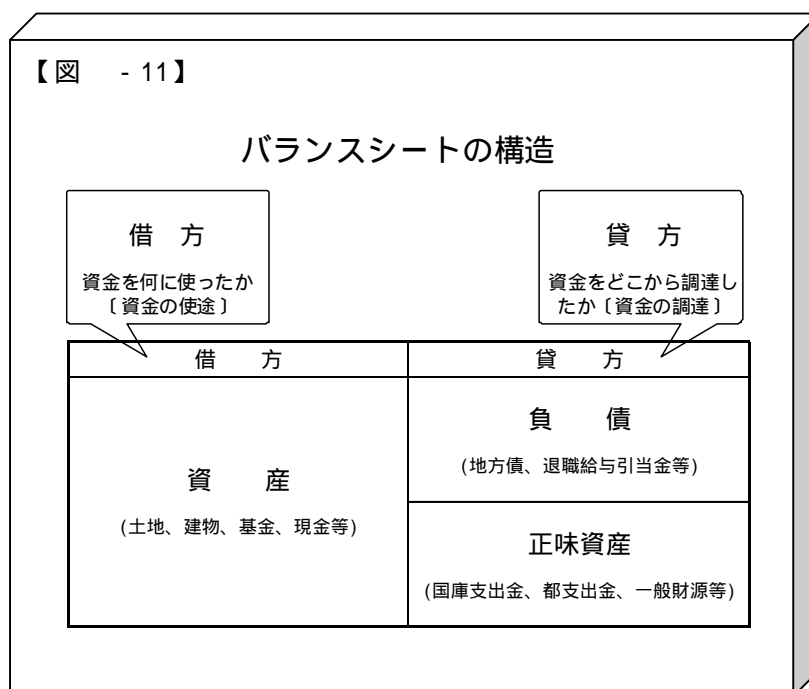 【図 - 11】
バランスシートの構造
借 方
資金を何に使ったか
〔資金の使途〕
貸 方
資金をどこから調達し
たか〔資金の調達〕
借 方
貸 方
資 産
(土地、建物、基金、現金等)
負 債
(地方債、退職給与引当金等)
正味資産
(国庫支出金、都支出金、一般財源等)